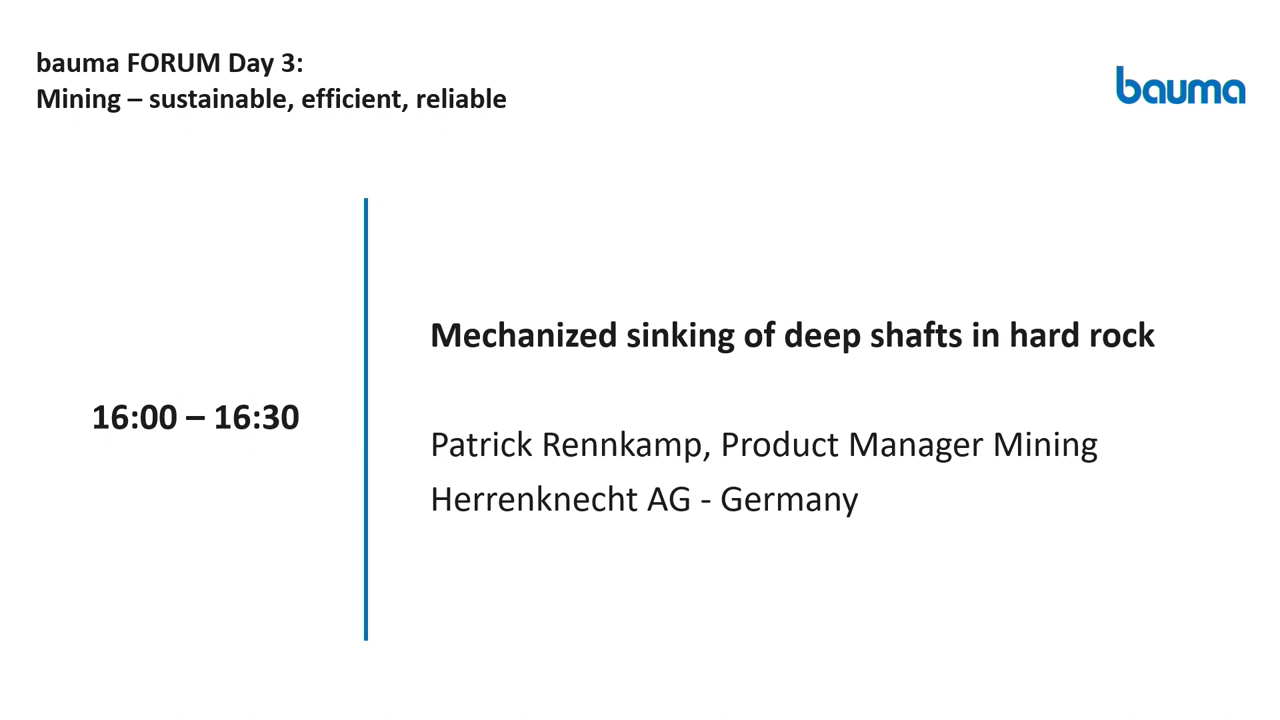 bauma FORUM Day 3:
Mining – sustainable, efficient, reliable
bauma
16:00 – 16:30
Mechanized sinking of deep shafts in hard rock
Patrick Rennkamp, Product Manager Mining
Herrenknecht AG - Germany